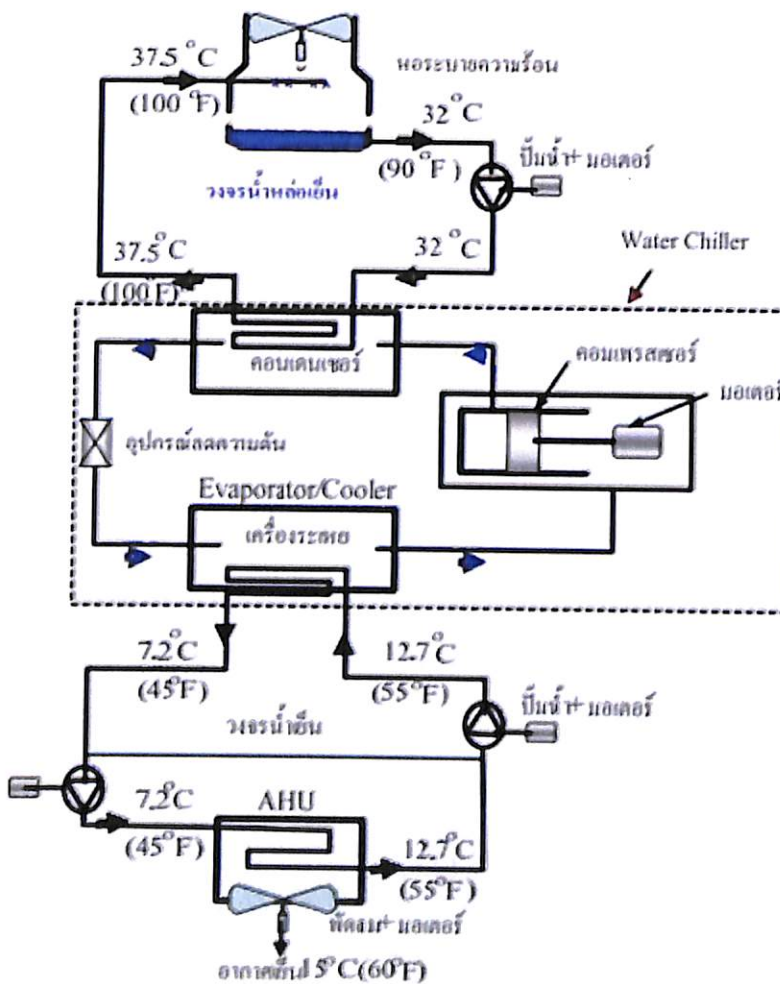 37.5 °C
(100 °F)
หอระบายความร้อน
32 °C
(90 °F)
ปั๊มน้ำ+ มอเตอร์
วงจรน้ำหล่อเย็น
37.5 °C
(100 °F)
32 °C
Water Chiller
คอนเดนเซอร์
คอมเพรสเซอร์
มอเตอร์
อุปกรณ์ลดความดัน
Evaporator/Cooler
เครื่องระเหย
7.2 °C
(45°F)
12.7 °C
(55°F)
ปั๊มน้ำ+ มอเตอร์
วงจรน้ำเย็น
7.2°C
(45°F)
AHU
12.7°C
(55°F)
พัดลม+ มอเตอร์
อากาศเย็น15°C(60°F)